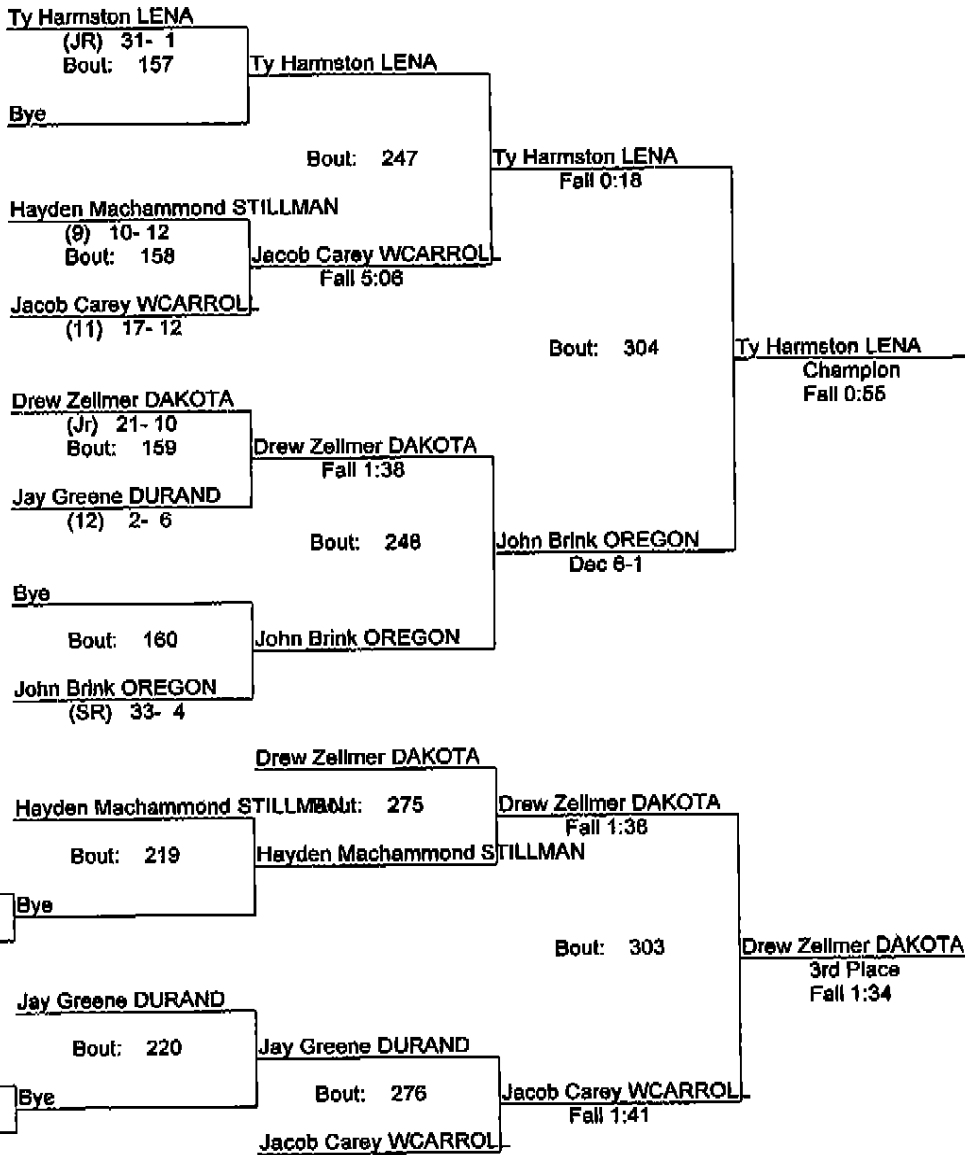 Ty Harmston LENA
(JR) 31- 1
Bout: 157
Ty Harmston LENA
Bye
Bout: 247
Ty Harmston LENA
Fall 0:18
Hayden Machammond STILLMAN
(9) 10- 12
Bout: 158
Jacob Carey WCARROLL
Fall 5:06
Jacob Carey WCARROLL
(11) 17- 12
Bout: 304
Ty Harmston LENA
Champion
Fall 0:55
Drew Zellmer DAKOTA
(Jr) 21- 10
Bout: 159
Drew Zellmer DAKOTA
Fall 1:38
Jay Greene DURAND
(12) 2- 6
Bout: 248
John Brink OREGON
Dec 6-1
Bye
Bout: 160
John Brink OREGON
John Brink OREGON
(SR) 33- 4
Drew Zellmer DAKOTA
Hayden Machammond STILLMAN
Bout: 275
Drew Zellmer DAKOTA
Fall 1:36
Bout: 219
Hayden Machammond STILLMAN
Bye
Bout: 303
Drew Zellmer DAKOTA
3rd Place
Fall 1:34
Jay Greene DURAND
Bout: 220
Jay Greene DURAND
Bye
Bout: 276
Jacob Carey WCARROLL
Fall 1:41
Jacob Carey WCARROLL